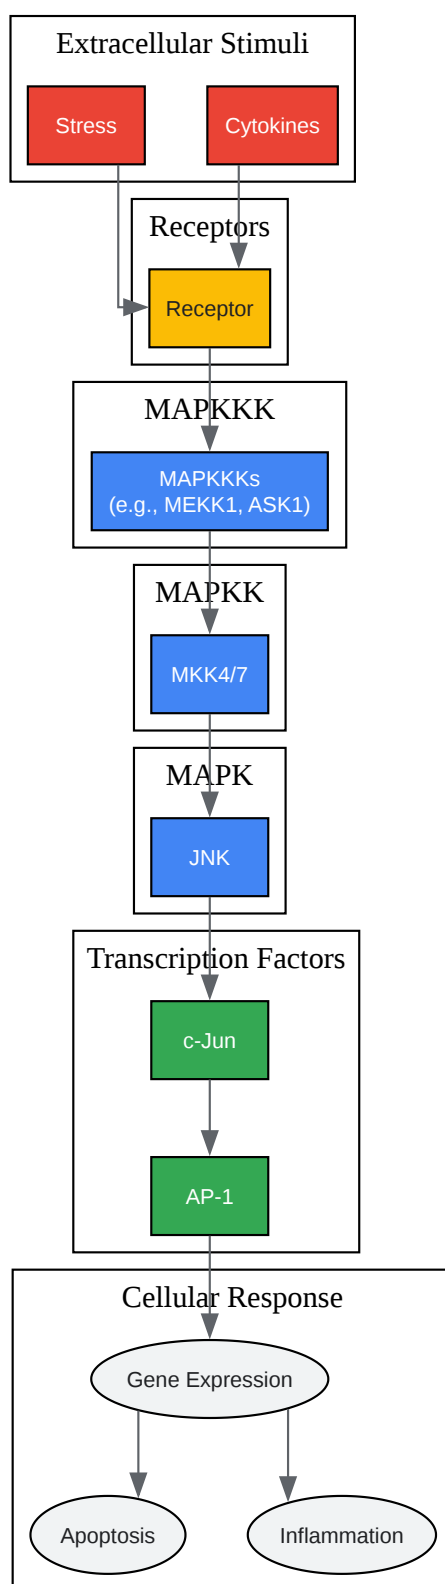 Extracellular Stimuli
Stress
Cytokines
Receptors
Receptor
MAPKKK
MAPKKKs
(e.g., MEKK1, ASK1)
MAPKK
MKK4/7
MAPK
JNK
Transcription Factors
c-Jun
AP-1
Cellular Response
Gene Expression
Apoptosis
Inflammation